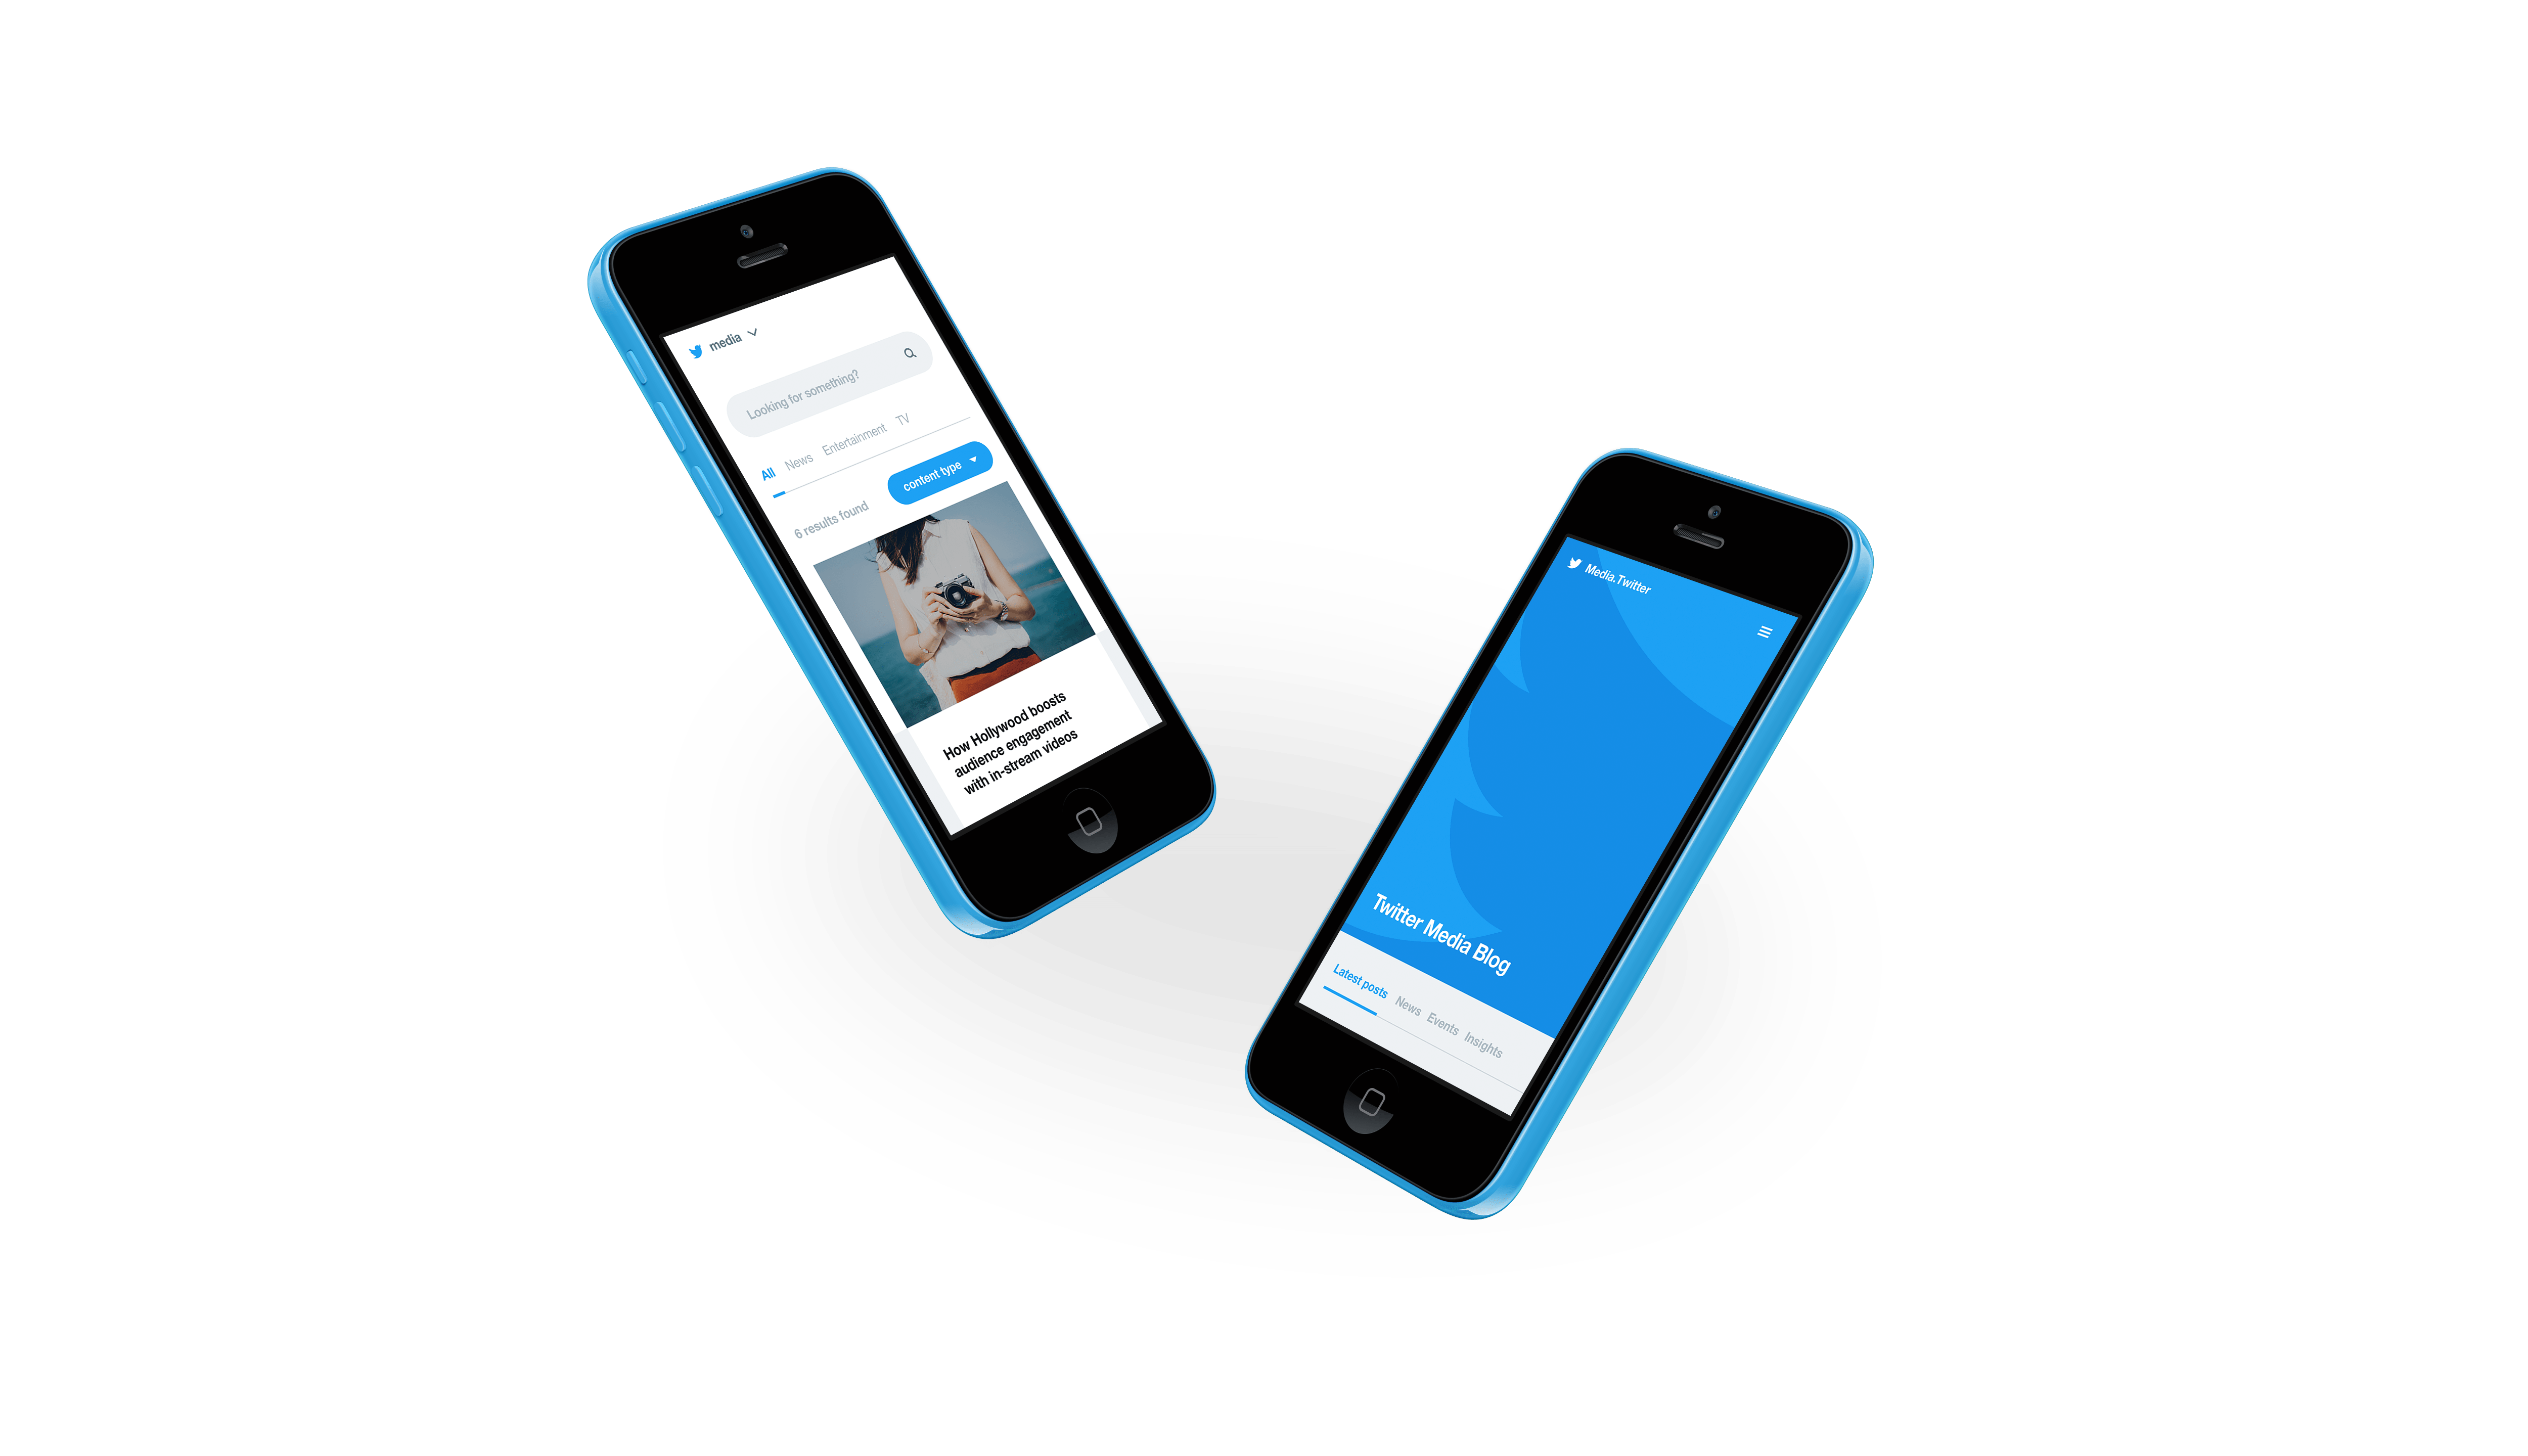 media
Looking for something?
All News Entertainment TV
6 results found
content type
How Hollywood boosts
audience engagement
with in-stream videos
Media.Twitter
Twitter Media Blog
Latest posts News Events Insights